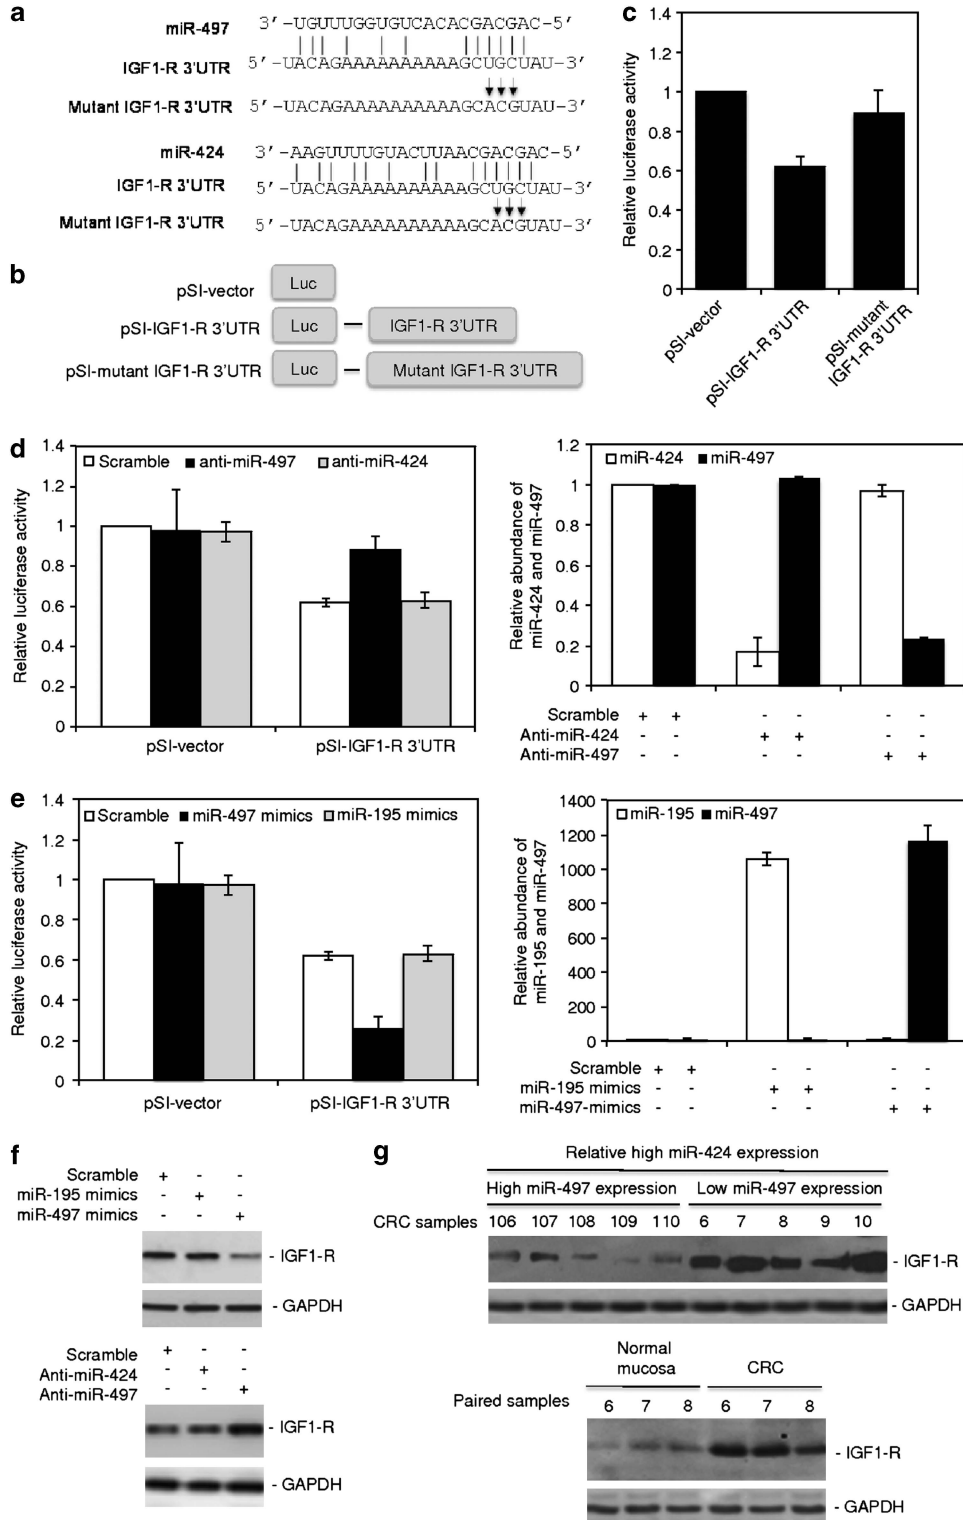 a
miR-497 3′-UGUUUGGUGUCACACGACGAC-5′
IGF1-R 3'UTR 5′-UACAGAAAAAAAAAAGCUGCUAU-3′
Mutant IGF1-R 3'UTR 5′-UACAGAAAAAAAAAAGCACGUAU-3′
miR-424 3′-AAGUUUUGUACUUAACGACGAC-5′
IGF1-R 3'UTR 5′-UACAGAAAAAAAAAAGCUGCUAU-3′
Mutant IGF1-R 3'UTR 5′-UACAGAAAAAAAAAAGCACGUAU-3′
b
pSI-vector Luc
pSI-IGF1-R 3'UTR Luc IGF1-R 3'UTR
pSI-mutant IGF1-R 3'UTR Luc Mutant IGF1-R 3'UTR
c
Relative luciferase activity
1.4
1.2
1
0.8
0.6
0.4
0.2
0
pSI-vector
pSI-IGF1-R 3'UTR
pSI-mutant
IGF1-R 3'UTR
d
Relative luciferase activity
1.4
1.2
1
0.8
0.6
0.4
0.2
0
Scramble anti-miR-497 anti-miR-424
pSI-vector pSI-IGF1-R 3'UTR
Relative abundance of
miR-424 and miR-497
1.2
1
0.8
0.6
0.4
0.2
0
miR-424 miR-497
Scramble + + - - - -
Anti-miR-424 - - + + - -
Anti-miR-497 - - - - + +
e
Relative luciferase activity
1.4
1.2
1
0.8
0.6
0.4
0.2
0
Scramble miR-497 mimics miR-195 mimics
pSI-vector pSI-IGF1-R 3'UTR
Relative abundance of
miR-195 and miR-497
1400
1200
1000
800
600
400
200
0
miR-195 miR-497
Scramble + + - - - -
miR-195 mimics - - + + - -
miR-497-mimics - - - - + +
f
Scramble + - -
miR-195 mimics - + -
miR-497 mimics - - +
- IGF1-R
- GAPDH
Scramble + - -
Anti-miR-424 - + -
Anti-miR-497 - - +
- IGF1-R
- GAPDH
g
Relative high miR-424 expression
High miR-497 expression Low miR-497 expression
CRC samples 106 107 108 109 110 6 7 8 9 10
- IGF1-R
- GAPDH
Normal
mucosa CRC
Paired samples 6 7 8 6 7 8
- IGF1-R
- GAPDH